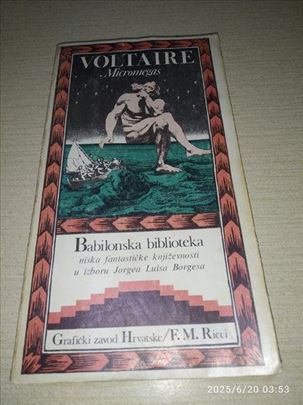 VOLTAIRE
Micromegas
Babilonska biblioteka
niska fantastičke književnosti
u izboru Jorgea Luisa Borgesa
Grafički zavod Hrvatske/F. M. Ricci
2025/6/20 03:53